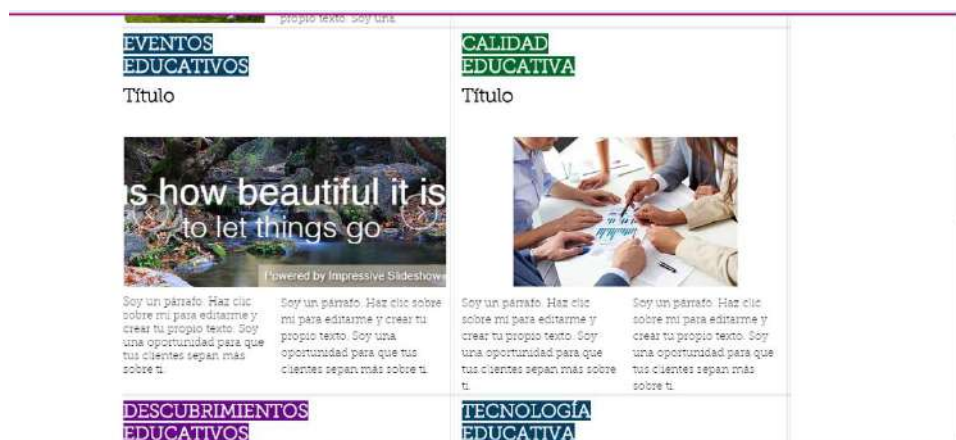 propio texto. Soy una
EVENTOS
EDUCATIVOS
Título
us how beautiful it is
to let things go
Powered by Impressive Slideshow
Soy un párrafo. Haz clic
sobre mí para editarme y
crear tu propio texto. Soy
una oportunidad para que
tus clientes sepan más
sobre ti.
Soy un párrafo. Haz clic sobre
mí para editarme y crear tu
propio texto. Soy una
oportunidad para que tus
clientes sepan más sobre ti.
CALIDAD
EDUCATIVA
Título
Soy un párrafo. Haz clic
sobre mí para editarme y
crear tu propio texto. Soy
una oportunidad para que
tus clientes sepan más sobre
ti.
Soy un párrafo. Haz clic
sobre mí para editarme y
crear tu propio texto. Soy
una oportunidad para que
tus clientes sepan más
sobre ti.
DESCUBRIMIENTOS
EDUCATIVOS
TECNOLOGÍA
EDUCATIVA